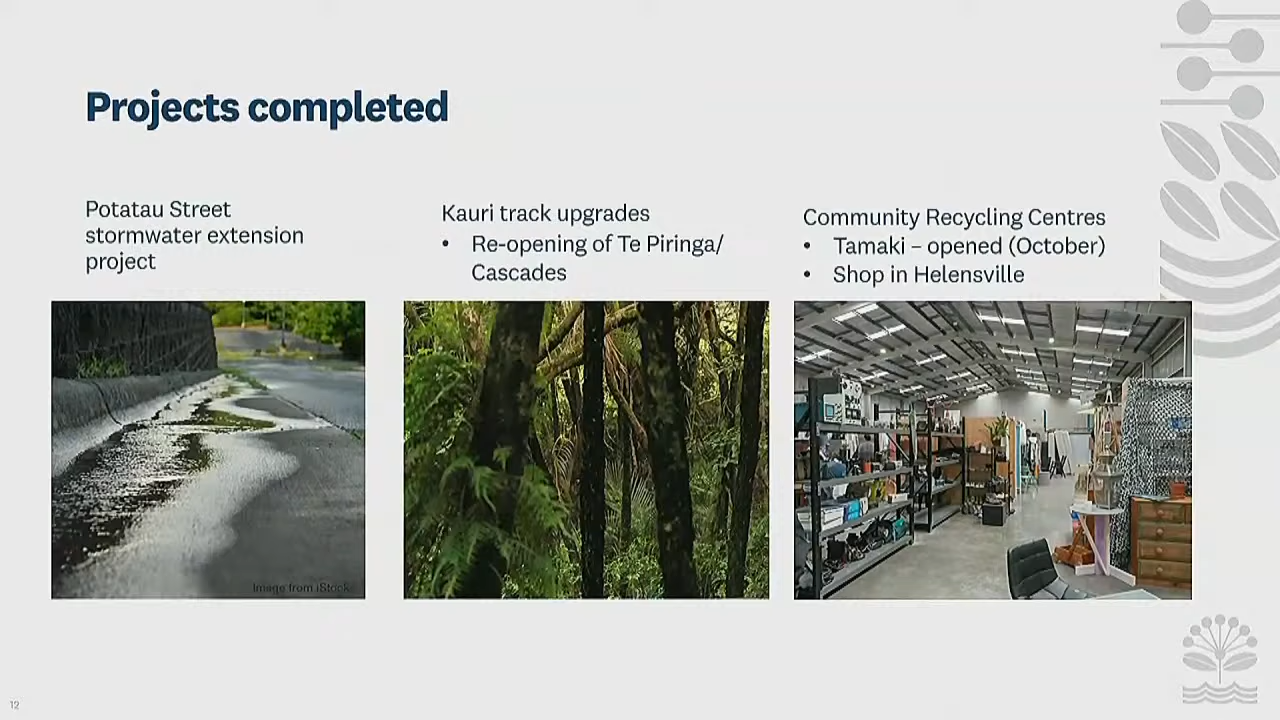 Projects completed
Potatau Street
stormwater extension
project
Kauri track upgrades
• Re-opening of Te Piringa/
Cascades
Community Recycling Centres
• Tamaki – opened (October)
• Shop in Helensville
Image from iStock
12